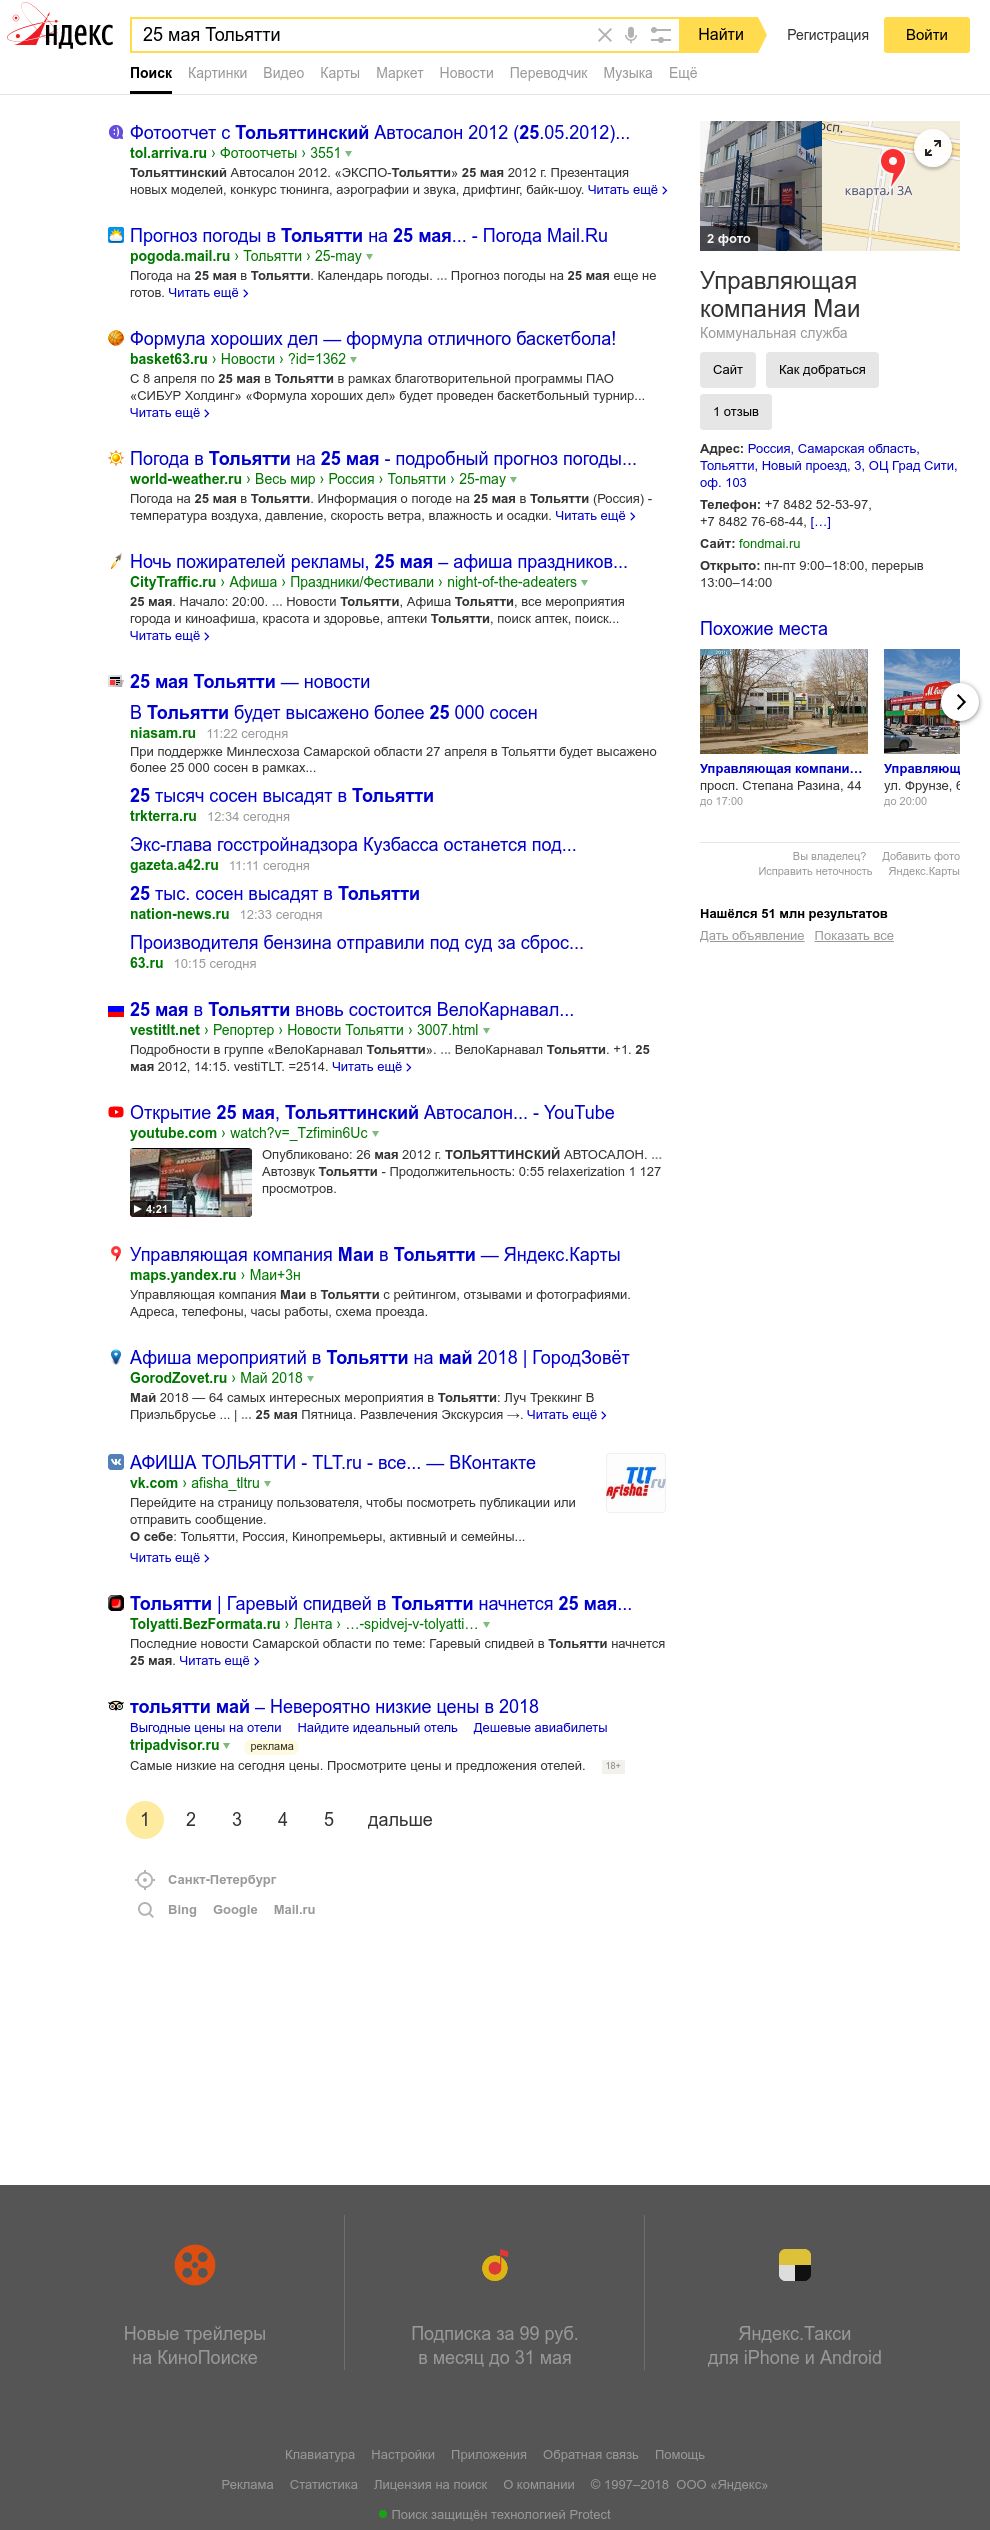 Яндекс
25 мая Тольятти
Найти
Регистрация
Войти
Поиск Картинки Видео Карты Маркет Новости Переводчик Музыка Ещё
Фотоотчет с Тольяттинский Автосалон 2012 (25.05.2012)...
tol.arriva.ru › Фотоотчеты › 3551
Тольяттинский Автосалон 2012. «ЭКСПО-Тольятти» 25 мая 2012 г. Презентация
новых моделей, конкурс тюнинга, аэрографии и звука, дрифтинг, байк-шоу. Читать ещё ›
Прогноз погоды в Тольятти на 25 мая... - Погода Mail.Ru
pogoda.mail.ru › Тольятти › 25-may
Погода на 25 мая в Тольятти. Календарь погоды. ... Прогноз погоды на 25 мая еще не
готов. Читать ещё ›
Формула хороших дел — формула отличного баскетбола!
basket63.ru › Новости › ?id=1362
С 8 апреля по 25 мая в Тольятти в рамках благотворительной программы ПАО
«СИБУР Холдинг» «Формула хороших дел» будет проведен баскетбольный турнир...
Читать ещё ›
Погода в Тольятти на 25 мая - подробный прогноз погоды...
world-weather.ru › Весь мир › Россия › Тольятти › 25-may
Погода на 25 мая в Тольятти. Информация о погоде на 25 мая в Тольятти (Россия) -
температура воздуха, давление, скорость ветра, влажность и осадки. Читать ещё ›
Ночь пожирателей рекламы, 25 мая – афиша праздников...
CityTraffic.ru › Афиша › Праздники/Фестивали › night-of-the-adeaters
25 мая. Начало: 20:00. ... Новости Тольятти, Афиша Тольятти, все мероприятия
города и киноафиша, красота и здоровье, аптеки Тольятти, поиск аптек, поиск...
Читать ещё ›
25 мая Тольятти — новости
В Тольятти будет высажено более 25 000 сосен
niasam.ru 11:22 сегодня
При поддержке Минлесхоза Самарской области 27 апреля в Тольятти будет высажено
более 25 000 сосен в рамках...
25 тысяч сосен высадят в Тольятти
trkterra.ru 12:34 сегодня
Экс-глава госстройнадзора Кузбасса останется под...
gazeta.a42.ru 11:11 сегодня
25 тыс. сосен высадят в Тольятти
nation-news.ru 12:33 сегодня
Производителя бензина отправили под суд за сброс...
63.ru 10:15 сегодня
25 мая в Тольятти вновь состоится ВелоКарнавал...
vestitlt.net › Репортер › Новости Тольятти › 3007.html
Подробности в группе «ВелоКарнавал Тольятти». ... ВелоКарнавал Тольятти. +1. 25
мая 2012, 14:15. vestiTLT. =2514. Читать ещё ›
Открытие 25 мая, Тольяттинский Автосалон... - YouTube
youtube.com › watch?v=_Tzfimin6Uc
4:21
Опубликовано: 26 мая 2012 г. ТОЛЬЯТТИНСКИЙ АВТОСАЛОН. ...
Автозвук Тольятти - Продолжительность: 0:55 relaxerization 1 127
просмотров.
Управляющая компания Маи в Тольятти — Яндекс.Карты
maps.yandex.ru › Маи+3н
Управляющая компания Маи в Тольятти с рейтингом, отзывами и фотографиями.
Адреса, телефоны, часы работы, схема проезда.
Афиша мероприятий в Тольятти на май 2018 | ГородЗовёт
GorodZovet.ru › Май 2018
Май 2018 — 64 самых интересных мероприятия в Тольятти: Луч Треккинг В
Приэльбрусье ... | ... 25 мая Пятница. Развлечения Экскурсия →. Читать ещё ›
АФИША ТОЛЬЯТТИ - TLT.ru - все... — ВКонтакте
vk.com › afisha_tltru
Перейдите на страницу пользователя, чтобы посмотреть публикации или
отправить сообщение.
О себе: Тольятти, Россия, Кинопремьеры, активный и семейны...
Читать ещё ›
TLT
afisha!ru
Тольятти | Гаревый спидвей в Тольятти начнется 25 мая...
Tolyatti.BezFormata.ru › Лента › …-spidvej-v-tolyatti…
Последние новости Самарской области по теме: Гаревый спидвей в Тольятти начнется
25 мая. Читать ещё ›
тольятти май – Невероятно низкие цены в 2018
Выгодные цены на отели Найдите идеальный отель Дешевые авиабилеты
tripadvisor.ru реклама
Самые низкие на сегодня цены. Просмотрите цены и предложения отелей. 18+
1 2 3 4 5 дальше
Санкт-Петербург
Bing Google Mail.ru
осп.
квартал 3А
2 фото
Управляющая
компания Маи
Коммунальная служба
Сайт
Как добраться
1 отзыв
Адрес: Россия, Самарская область,
Тольятти, Новый проезд, 3, ОЦ Град Сити,
оф. 103
Телефон: +7 8482 52-53-97,
+7 8482 76-68-44, [...]
Сайт: fondmai.ru
Открыто: пн-пт 9:00–18:00, перерыв
13:00–14:00
Похожие места
Управляющая компани...
просп. Степана Разина, 44
до 17:00
Управляющ
ул. Фрунзе, 6
до 20:00
Вы владелец? Добавить фото
Исправить неточность Яндекс.Карты
Нашёлся 51 млн результатов
Дать объявление Показать все
Новые трейлеры
на КиноПоиске
Подписка за 99 руб.
в месяц до 31 мая
Яндекс.Такси
для iPhone и Android
Клавиатура Настройки Приложения Обратная связь Помощь
Реклама Статистика Лицензия на поиск О компании © 1997–2018 ООО «Яндекс»
Поиск защищён технологией Protect